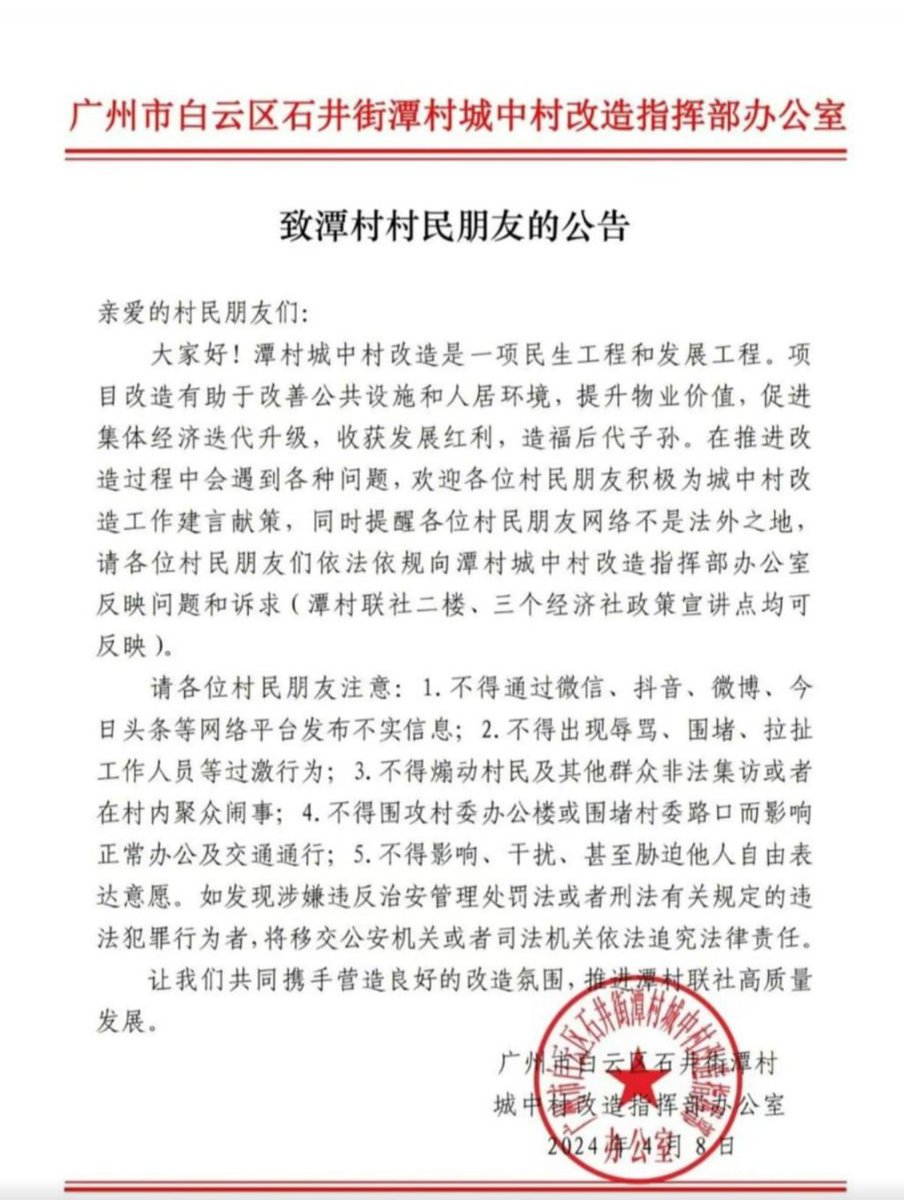 广州市白云区石井街潭村城中村改造指挥部办公室
致潭村村民朋友的公告
亲爱的村民朋友们：
大家好！潭村城中村改造是一项民生工程和发展工程。项
目改造有助于改善公共设施和人居环境，提升物业价值，促进
集体经济迭代升级，收获发展红利，造福后代子孙。在推进改
造过程中会遇到各种问题，欢迎各位村民朋友积极为城中村改
造工作建言献策，同时提醒各位村民朋友网络不是法外之地，
请各位村民朋友们依法依规向潭村城中村改造指挥部办公室
反映问题和诉求（潭村联社二楼、三个经济社政策宣讲点均可
反映）。
请各位村民朋友注意：1.不得通过微信、抖音、微博、今
日头条等网络平台发布不实信息；2.不得出现辱骂、围堵、拉扯
工作人员等过激行为；3.不得煽动村民及其他群众非法集访或者
在村内聚众闹事；4.不得围攻村委办公楼或围堵村委路口而影响
正常办公及交通通行；5.不得影响、干扰、甚至胁迫他人自由表
达意愿。如发现涉嫌违反治安管理处罚法或者刑法有关规定的违
法犯罪行为者，将移交公安机关或者司法机关依法追究法律责任。
让我们共同携手营造良好的改造氛围，推进潭村联社高质量
发展。
广州市白云区石井街潭村
城中村改造指挥部办公室
2024年4月8日
广州市白云区石井街潭村城中村改造指挥部
办公室